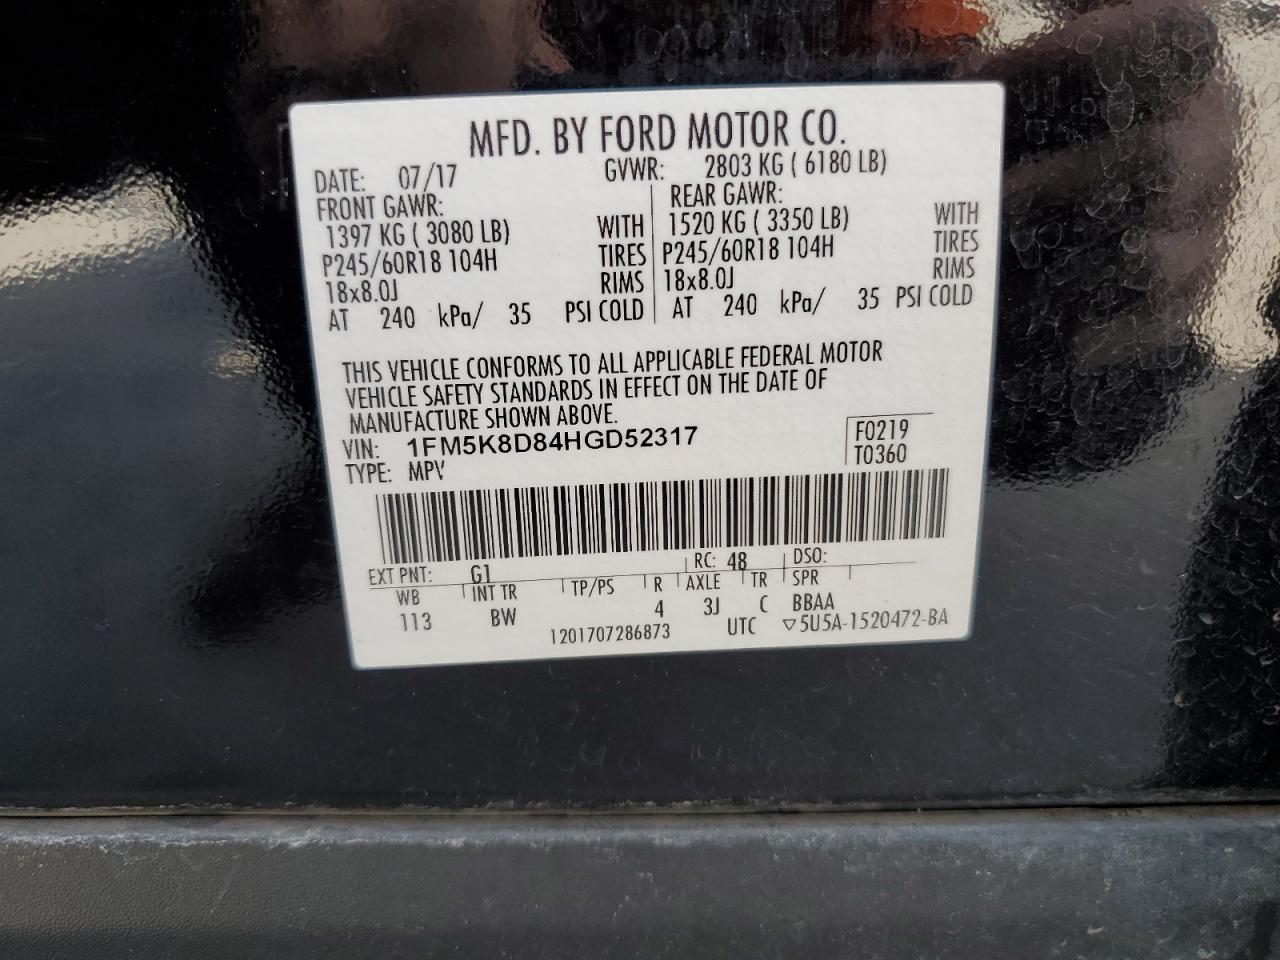 MFD. BY FORD MOTOR CO.
DATE: 07/17 GVWR: 2803 KG ( 6180 LB)
FRONT GAWR: REAR GAWR:
1397 KG ( 3080 LB) WITH 1520 KG ( 3350 LB) WITH
P245/60R18 104H TIRES P245/60R18 104H TIRES
18x8.0J RIMS 18x8.0J RIMS
AT 240 kPa/ 35 PSI COLD AT 240 kPa/ 35 PSI COLD
THIS VEHICLE CONFORMS TO ALL APPLICABLE FEDERAL MOTOR
VEHICLE SAFETY STANDARDS IN EFFECT ON THE DATE OF
MANUFACTURE SHOWN ABOVE.
VIN: 1FM5K8D84HGD52317 F0219
TYPE: MPV T0360
EXT PNT: G1 RC: 48 DSO:
WB INT TR TP/PS R AXLE TR SPR
113 BW 4 3J C BBAA
1201707286873 UTC ▽5U5A-1520472-BA